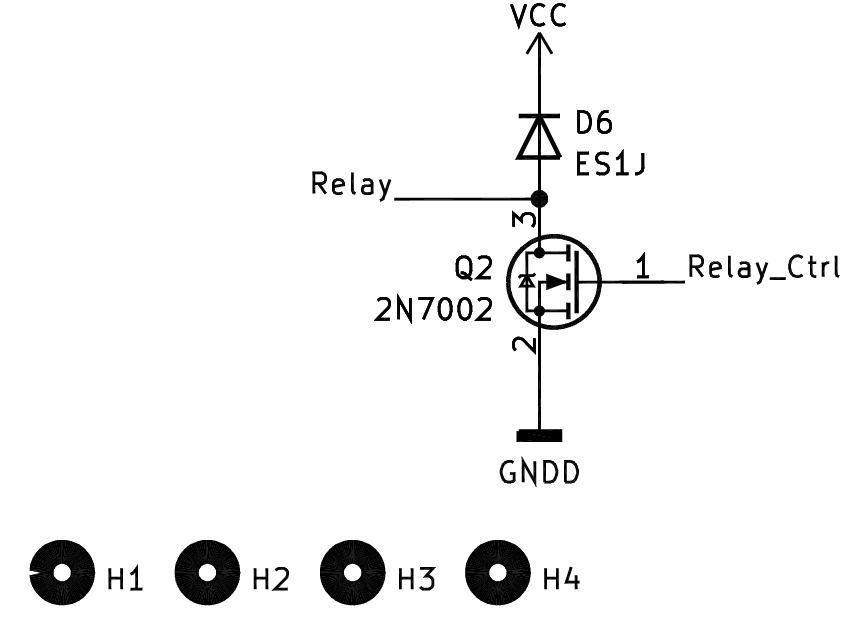 VCC
D6
ES1J
Relay
3
Q2
1
Relay_Ctrl
2N7002
2
GNDD
H1
H2
H3
H4